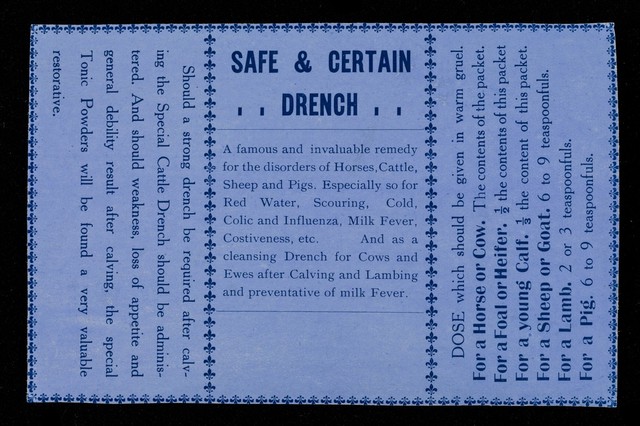 Should a strong drench be required after calv-
ing the Special Cattle Drench should be adminis-
tered. And should weakness, loss of appetite and
general debility result after calving, the special
Tonic Powders will be found a very valuable
restorative.
SAFE & CERTAIN
, , DRENCH , ,
A famous and invaluable remedy
for the disorders of Horses, Cattle,
Sheep and Pigs. Especially so for
Red Water, Scouring, Cold,
Colic and Influenza, Milk Fever,
Costiveness, etc. And as a
cleansing Drench for Cows and
Ewes after Calving and Lambing
and preventative of milk Fever.
DOSE which should be given in warm gruel.
For a Horse or Cow. The contents of the packet.
For a Foal or Heifer. ½ the contents of this packet
For a young Calf. ⅓ the content of this packet.
For a Sheep or Goat. 6 to 9 teaspoonfuls.
For a Lamb. 2 or 3 teaspoonfuls.
For a Pig. 6 to 9 teaspoonfuls.